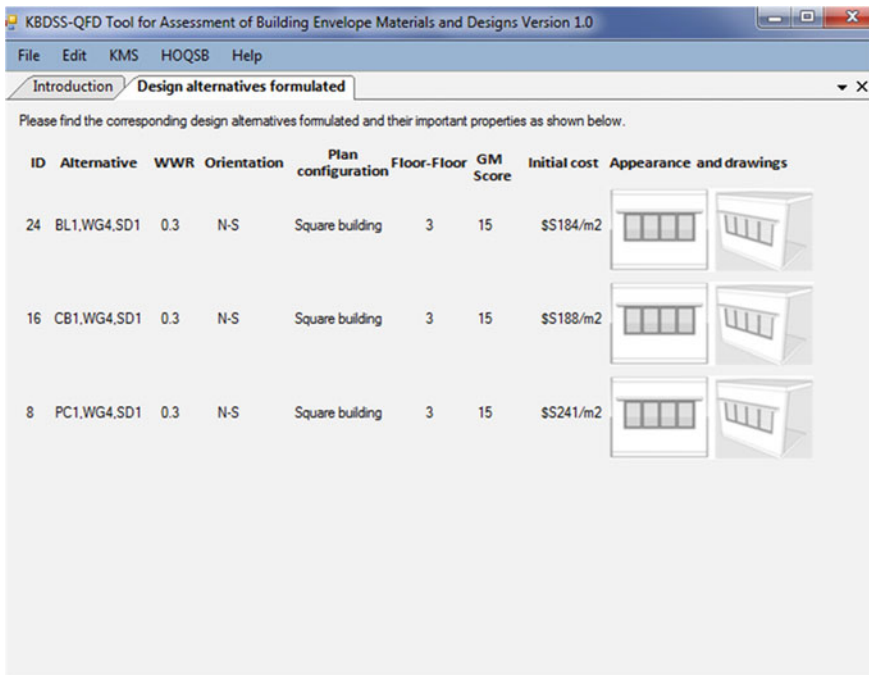 KBDSS-QFD Tool for Assessment of Building Envelope Materials and Designs Version 1.0
File Edit KMS HOQSB Help
Introduction Design alternatives formulated
Please find the corresponding design alternatives formulated and their important properties as shown below.
ID Alternative WWR Orientation Plan configuration Floor-Floor GM Score Initial cost Appearance and drawings
24 BL1,WG4,SD1 0.3 N-S Square building 3 15 $S184/m2
16 CB1,WG4,SD1 0.3 N-S Square building 3 15 $S188/m2
8 PC1,WG4,SD1 0.3 N-S Square building 3 15 $S241/m2